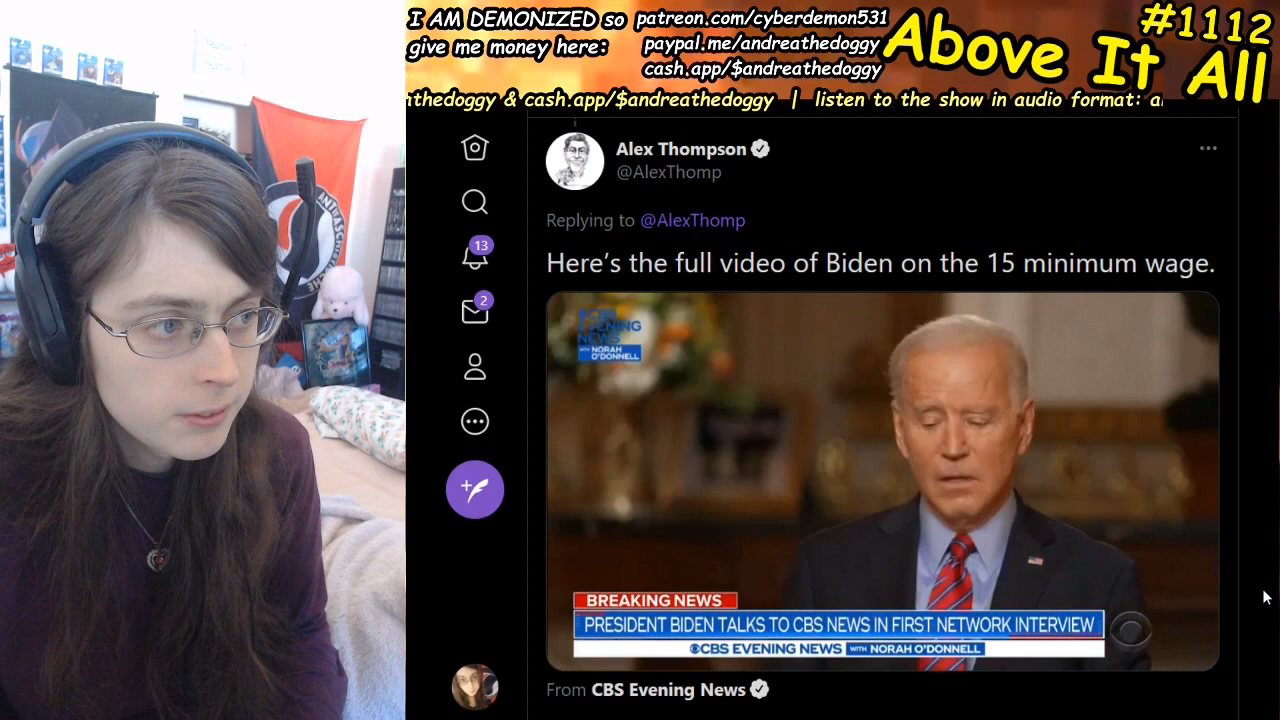 I AM DEMONIZED so
give me money here:
patreon.com/cyberdemon531
paypal.me/andreathedoggy
cash.app/$andreathedoggy
Above It All
#1112
thedoggy & cash.app/$andreathedoggy | listen to the show in audio format:
ANTIFASCHIST
Alex Thompson
@AlexThomp
Replying to @AlexThomp
Here's the full video of Biden on the 15 minimum wage.
13
2
CBS
EVENING
NEWS
WITH NORAH
O'DONNELL
BREAKING NEWS
PRESIDENT BIDEN TALKS TO CBS NEWS IN FIRST NETWORK INTERVIEW
CBS EVENING NEWS WITH NORAH O'DONNELL
From CBS Evening News